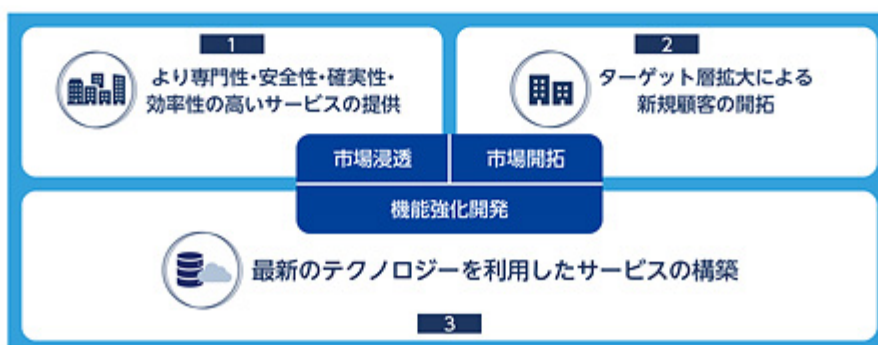 1
より専門性・安全性・確実性・
効率性の高いサービスの提供
2
ターゲット層拡大による
新規顧客の開拓
市場浸透
市場開拓
機能強化開発
最新のテクノロジーを利用したサービスの構築
3